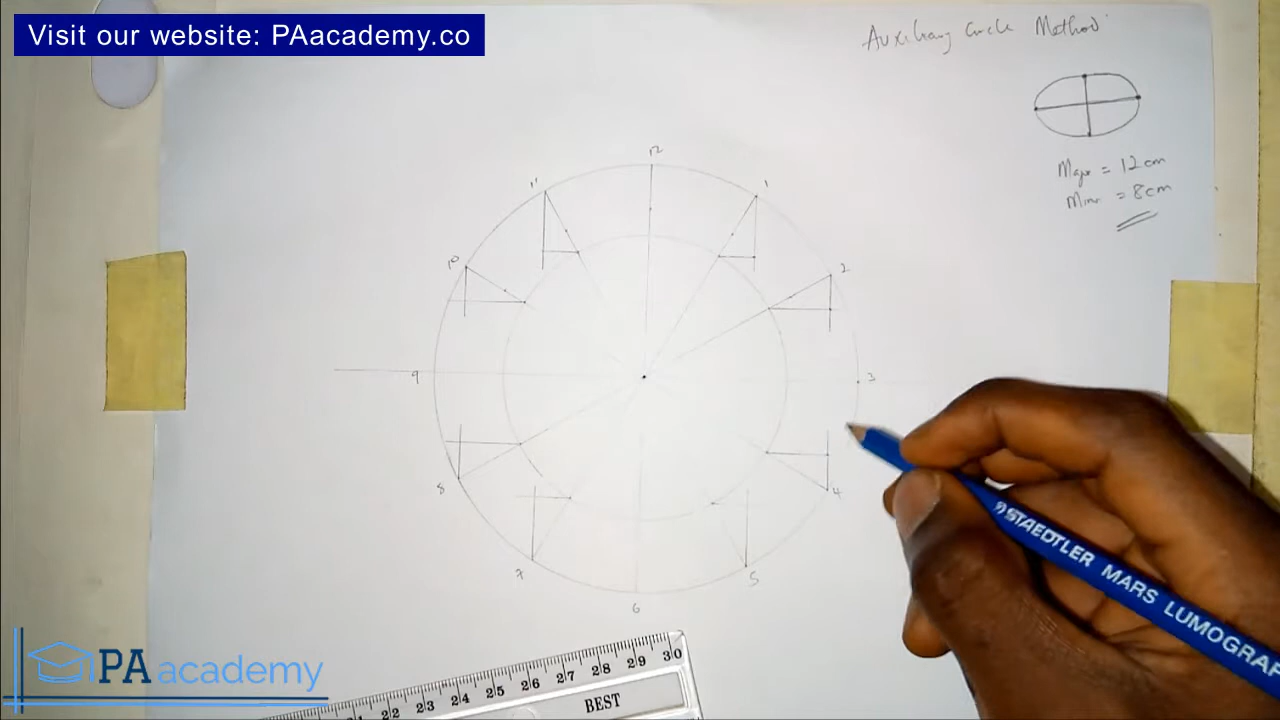 Visit our website: PAacademy.co
Auxiliary Circle Method
Major = 12cm
Minor = 8cm
12
11
1
10
2
9
3
8
4
7
5
6
STAEDTLER MARS LUMOGRAP
22 23 24 25 26 27 28 29 30
BEST
PA academy